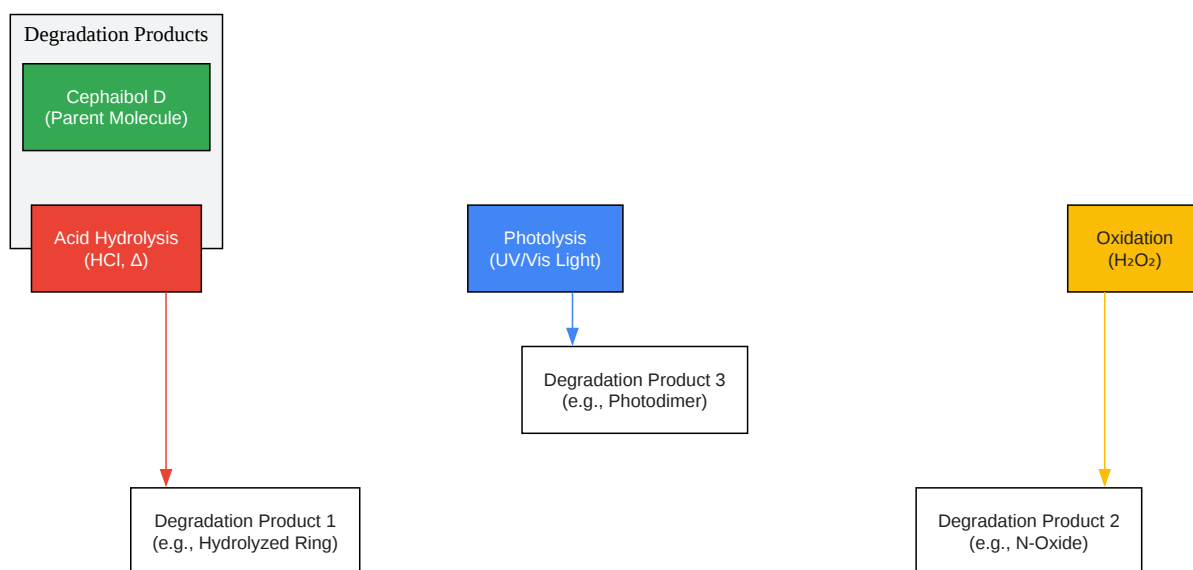 Degradation Products
Cephaibol D
(Parent Molecule)
Acid Hydrolysis
(HCl, Δ)
Photolysis
(UV/Vis Light)
Oxidation
(H₂O₂)
Degradation Product 3
(e.g., Photodimer)
Degradation Product 1
(e.g., Hydrolyzed Ring)
Degradation Product 2
(e.g., N-Oxide)